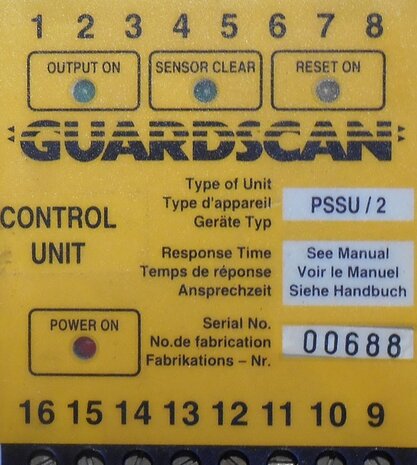 1 2 3 4 5 6 7 8
OUTPUT ON SENSOR CLEAR RESET ON
GUARDSCAN
Type of Unit
Type d'appareil PSSU / 2
Geräte Typ
CONTROL
UNIT
Response Time See Manual
Temps de réponse Voir le Manuel
Ansprechzeit Siehe Handbuch
POWER ON
Serial No.
No.de fabrication 00688
Fabrikations – Nr.
16 15 14 13 12 11 10 9